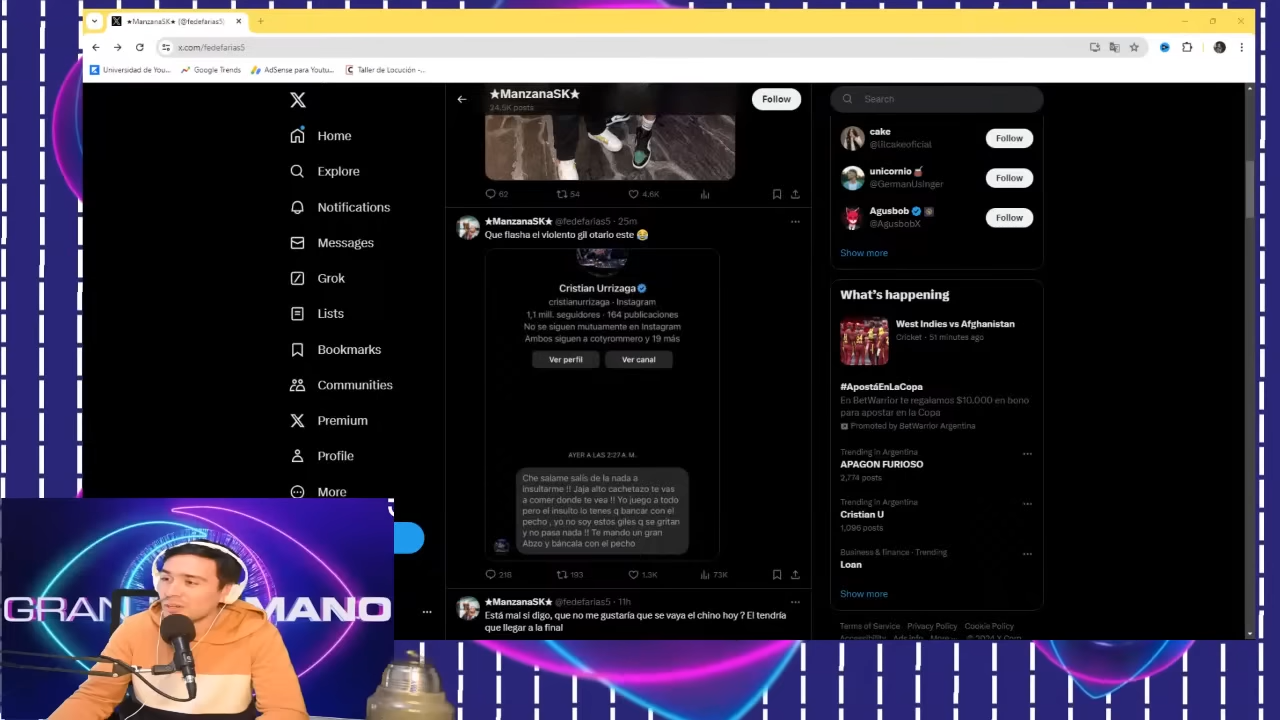 ★ManzanaSK★ (@fedefarias5)
x.com/fedefarias5
Universidad de You...
Google Trends
AdSense para Youtu...
Taller de Locución -...
X
Home
Explore
Notifications
Messages
Grok
Lists
Bookmarks
Communities
Premium
Profile
More
★ManzanaSK★
24.5K posts
Follow
62
54
4.6K
★ManzanaSK★ @fedefarias5 · 25m
Que flasha el violento gil otario este 😂
Cristian Urrizaga
cristianurrizaga · Instagram
1,1 mill. seguidores · 164 publicaciones
No se siguen mutuamente en Instagram
Ambos siguen a cotyrommero y 19 más
Ver perfil
Ver canal
AYER A LAS 2:27 A. M.
Che salame salís de la nada a
insultarme !! Jaja alto cachetazo te vas
a comer donde te vea !! Yo juego a todo
pero el insulto lo tenes q bancar con el
pecho , yo no soy estos giles q se gritan
y no pasa nada !! Te mando un gran
Abzo y báncala con el pecho
216
193
1.3K
73K
★ManzanaSK★ @fedefarias5 · 11h
Está mal si digo, que no me gustaría que se vaya el chino hoy ? El tendría
que llegar a la final
Search
cake
@lilcakeoficial
Follow
unicornio
@GermanUsinger
Follow
Agusbob
@AgusbobX
Follow
Show more
What's happening
West Indies vs Afghanistan
Cricket · 51 minutes ago
#ApostáEnLaCopa
En BetWarrior te regalamos $10.000 en bono
para apostar en la Copa
Promoted by BetWarrior Argentina
Trending in Argentina
APAGON FURIOSO
2,774 posts
Trending in Argentina
Cristian U
1,096 posts
Business & finance · Trending
Loan
Show more
Terms of Service Privacy Policy Cookie Policy
Accessibility Ads info More ... © 2024 X Corp.
GRAN
MANO